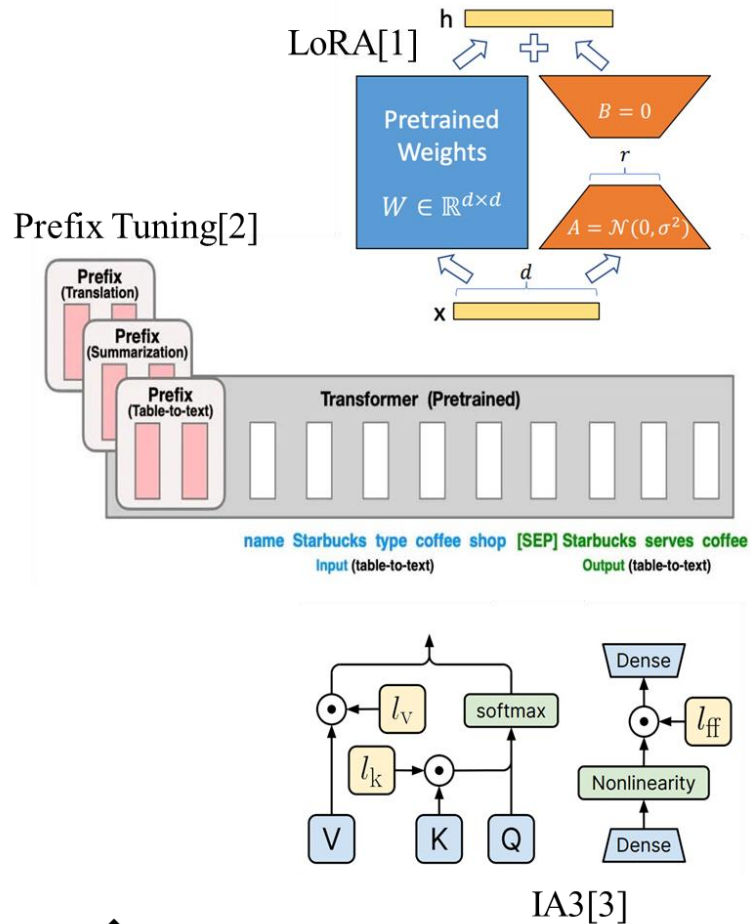 h
LoRA[1]
Pretrained
Weights
W ∈ ℝ^{d×d}
B = 0
r
A = 𝒩(0, σ²)
d
x
Prefix Tuning[2]
Prefix
(Translation)
Prefix
(Summarization)
Prefix
(Table-to-text)
Transformer (Pretrained)
name Starbucks type coffee shop [SEP] Starbucks serves coffee
Input (table-to-text) Output (table-to-text)
l_v
softmax
l_k
V K Q
Dense
l_ff
Nonlinearity
Dense
IA3[3]